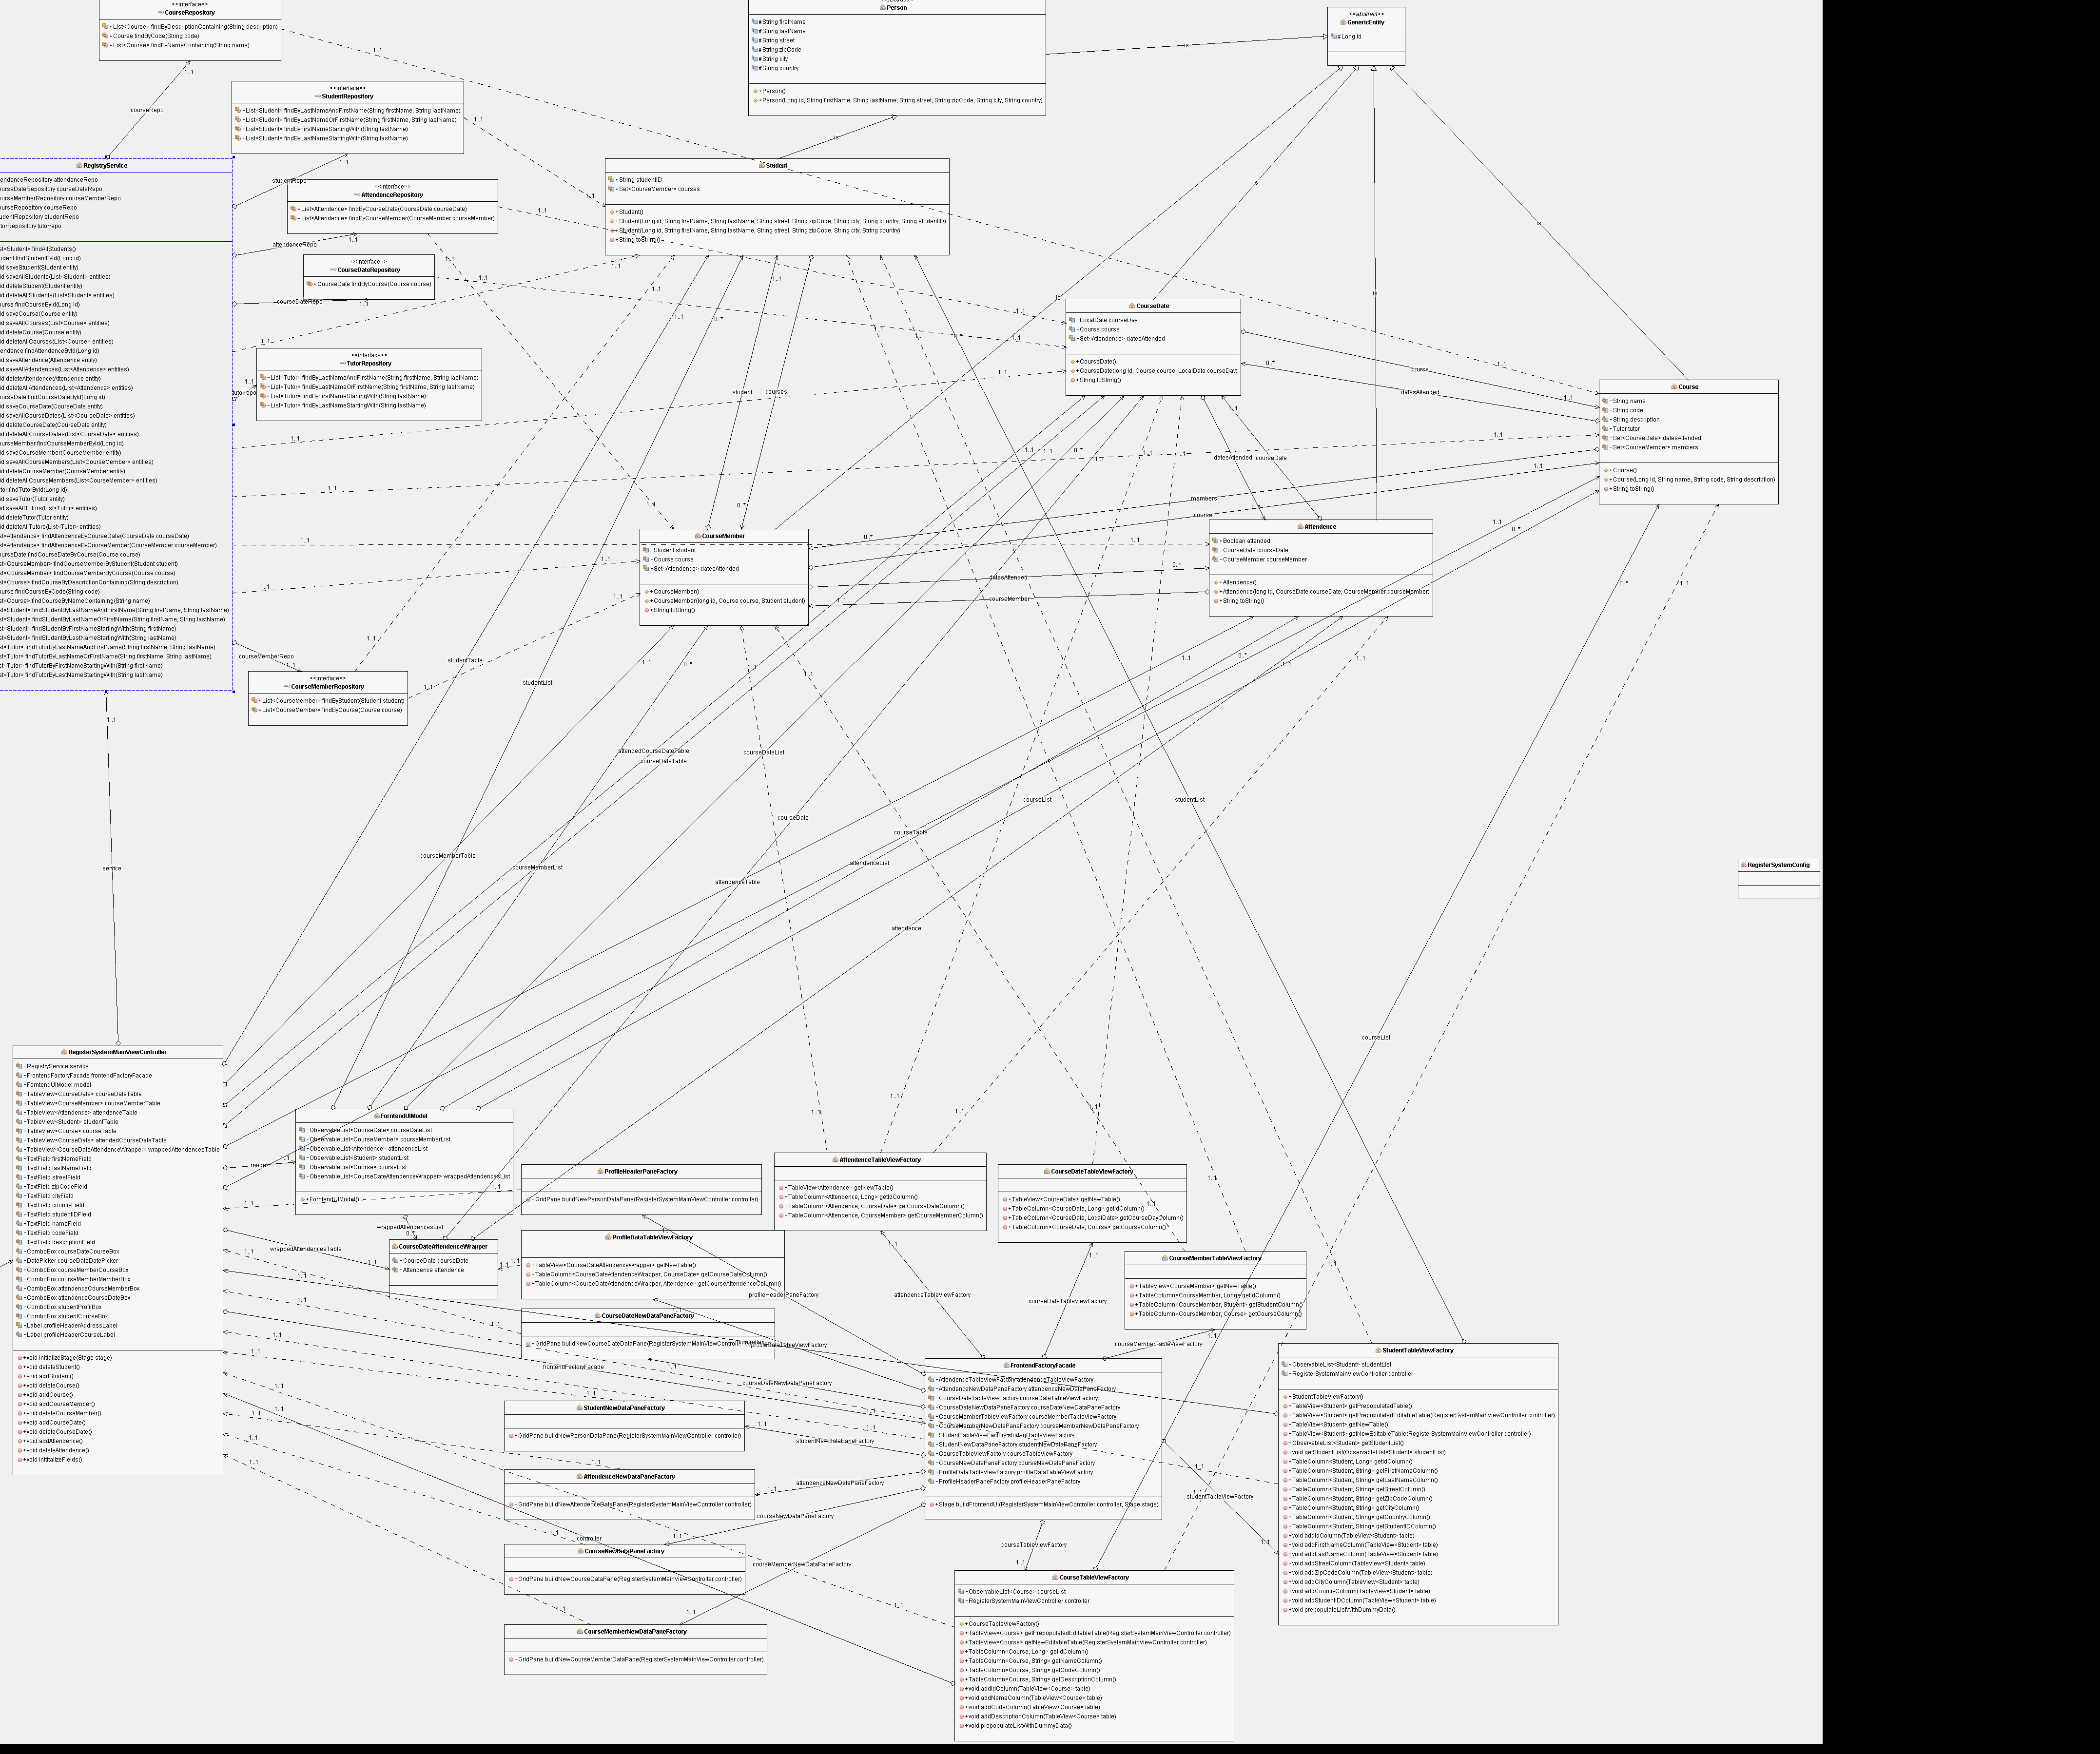 <<interface>>
CourseRepository
List<Course> findByDescriptionContaining(String description)
Course findByCode(String code)
List<Course> findByNameContaining(String name)
1..1
courseRepo
<<interface>>
StudentRepository
List<Student> findByLastNameAndFirstName(String firstName, String lastName)
List<Student> findByLastNameOrFirstName(String firstName, String lastName)
List<Student> findByFirstNameStartingWith(String lastName)
List<Student> findByLastNameStartingWith(String lastName)
1..1
studentRepo
<<interface>>
AttendenceRepository
List<Attendence> findByCourseDate(CourseDate courseDate)
List<Attendence> findByCourseMember(CourseMember courseMember)
attendenceRepo
1..1
<<interface>>
CourseDateRepository
CourseDate findByCourse(Course course)
courseDateRepo
1..1
<<interface>>
TutorRepository
List<Tutor> findByLastNameAndFirstName(String firstName, String lastName)
List<Tutor> findByLastNameOrFirstName(String firstName, String lastName)
List<Tutor> findByFirstNameStartingWith(String lastName)
List<Tutor> findByLastNameStartingWith(String lastName)
tutorrepo
1..1
<<interface>>
CourseMemberRepository
List<CourseMember> findByStudent(Student student)
List<CourseMember> findByCourse(Course course)
courseMemberRepo
1..1
RegistryService
endenceRepository attendenceRepo
urseDateRepository courseDateRepo
urseMemberRepository courseMemberRepo
urseRepository courseRepo
udentRepository studentRepo
torRepository tutorrepo
st<Student> findAllStudents()
udent findStudentById(Long id)
id saveStudent(Student entity)
id saveAllStudents(List<Student> entities)
id deleteStudent(Student entity)
id deleteAllStudents(List<Student> entities)
ourse findCourseById(Long id)
id saveCourse(Course entity)
id saveAllCourses(List<Course> entities)
id deleteCourse(Course entity)
id deleteAllCourses(List<Course> entities)
tendence findAttendenceById(Long id)
id saveAttendence(Attendence entity)
id saveAllAttendences(List<Attendence> entities)
id deleteAttendence(Attendence entity)
id deleteAllAttendences(List<Attendence> entities)
ourseDate findCourseDateById(Long id)
id saveCourseDate(CourseDate entity)
id saveAllCourseDates(List<CourseDate> entities)
id deleteCourseDate(CourseDate entity)
id deleteAllCourseDates(List<CourseDate> entities)
ourseMember findCourseMemberById(Long id)
id saveCourseMember(CourseMember entity)
id saveAllCourseMembers(List<CourseMember> entities)
id deleteCourseMember(CourseMember entity)
id deleteAllCourseMembers(List<CourseMember> entities)
tor findTutorById(Long id)
id saveTutor(Tutor entity)
id saveAllTutors(List<Tutor> entities)
id deleteTutor(Tutor entity)
id deleteAllTutors(List<Tutor> entities)
st<Attendence> findAttendenceByCourseDate(CourseDate courseDate)
st<Attendence> findAttendenceByCourseMember(CourseMember courseMember)
ourseDate findCourseDateByCourse(Course course)
st<CourseMember> findCourseMemberByStudent(Student student)
st<CourseMember> findCourseMemberByCourse(Course course)
st<Course> findCourseByDescriptionContaining(String description)
ourse findCourseByCode(String code)
st<Course> findCourseByNameContaining(String name)
st<Student> findStudentByLastNameAndFirstName(String firstName, String lastName)
st<Student> findStudentByLastNameOrFirstName(String firstName, String lastName)
st<Student> findStudentByFirstNameStartingWith(String firstName)
st<Student> findStudentByLastNameStartingWith(String lastName)
st<Tutor> findTutorByLastNameAndFirstName(String firstName, String lastName)
st<Tutor> findTutorByLastNameOrFirstName(String firstName, String lastName)
st<Tutor> findTutorByFirstNameStartingWith(String firstName)
st<Tutor> findTutorByLastNameStartingWith(String lastName)
1..1
service
Person
#String firstName
#String lastName
#String street
#String zipCode
#String city
#String country
+Person()
+Person(Long id, String firstName, String lastName, String street, String zipCode, String city, String country)
is
<<abstract>>
GenericEntity
#Long id
is
Student
-String studentID
-Set<CourseMember> courses
+Student()
+Student(Long id, String firstName, String lastName, String street, String zipCode, String city, String country, String studentID)
+Student(Long id, String firstName, String lastName, String street, String zipCode, String city, String country)
+String toString()
CourseDate
-LocalDate courseDay
-Course course
-Set<Attendence> datesAttended
+CourseDate()
+CourseDate(long id, Course course, LocalDate courseDay)
+String toString()
Course
-String name
-String code
-String description
-Tutor tutor
-Set<CourseDate> datesAttended
-Set<CourseMember> members
+Course()
+Course(Long id, String name, String code, String description)
+String toString()
CourseMember
-Student student
-Course course
-Set<Attendence> datesAttended
+CourseMember()
+CourseMember(long id, Course course, Student student)
+String toString()
Attendence
-Boolean attended
-CourseDate courseDate
-CourseMember courseMember
+Attendence()
+Attendence(long id, CourseDate courseDate, CourseMember courseMember)
+String toString()
student
courses
course
datesAttended
datesAttended
courseDate
members
course
datesAttended
courseMember
studentTable
studentList
attendedCourseDateTable
courseDateTable
courseDateList
courseDate
courseTable
courseList
studentList
courseMemberTable
courseMemberList
attendenceList
attendenceTable
attendence
courseList
RegisterSystemConfig
RegisterSystemMainViewController
-RegistryService service
-FrontendFactoryFacade frontendFactoryFacade
-ForntendUIModel model
-TableView<CourseDate> courseDateTable
-TableView<CourseMember> courseMemberTable
-TableView<Attendence> attendenceTable
-TableView<Student> studentTable
-TableView<Course> courseTable
-TableView<CourseDate> attendedCourseDateTable
-TableView<CourseDateAttendenceWrapper> wrappedAttendencesTable
-TextField firstNameField
-TextField lastNameField
-TextField streetField
-TextField zipCodeField
-TextField cityField
-TextField countryField
-TextField studentIDField
-TextField nameField
-TextField codeField
-TextField descriptionField
-ComboBox courseDateCourseBox
-DatePicker courseDateDatePicker
-ComboBox courseMemberCourseBox
-ComboBox courseMemberMemberBox
-ComboBox attendenceCourseMemberBox
-ComboBox attendenceCourseDateBox
-ComboBox studentProfilBox
-ComboBox studentCourseBox
-Label profileHeaderAddressLabel
-Label profileHeaderCourseLabel
+void initializeStage(Stage stage)
+void deleteStudent()
+void addStudent()
+void deleteCourse()
+void addCourse()
+void addCourseMember()
+void deleteCourseMember()
+void addCourseDate()
+void deleteCourseDate()
+void addAttendence()
+void deleteAttendence()
+void inititalizeFields()
ForntendUIModel
-ObservableList<CourseDate> courseDateList
-ObservableList<CourseMember> courseMemberList
-ObservableList<Attendence> attendenceList
-ObservableList<Student> studentList
-ObservableList<Course> courseList
-ObservableList<CourseDateAttendenceWrapper> wrappedAttendencesList
+ForntendUIModel()
model
wrappedAttendencesList
0..*
CourseDateAttendenceWrapper
-CourseDate courseDate
-Attendence attendence
wrappedAttendencesTable
ProfileHeaderPaneFactory
+GridPane buildNewPersonDataPane(RegisterSystemMainViewController controller)
ProfileDataTableViewFactory
+TableView<CourseDateAttendenceWrapper> getNewTable()
+TableColumn<CourseDateAttendenceWrapper, CourseDate> getCourseDateColumn()
+TableColumn<CourseDateAttendenceWrapper, Attendence> getCourseAttendenceColumn()
CourseDateNewDataPaneFactory
+GridPane buildNewCourseDateDataPane(RegisterSystemMainViewController controller)
StudentNewDataPaneFactory
+GridPane buildNewPersonDataPane(RegisterSystemMainViewController controller)
AttendenceNewDataPaneFactory
+GridPane buildNewAttendenceDataPane(RegisterSystemMainViewController controller)
CourseNewDataPaneFactory
+GridPane buildNewCourseDataPane(RegisterSystemMainViewController controller)
CourseMemberNewDataPaneFactory
+GridPane buildNewCourseMemberDataPane(RegisterSystemMainViewController controller)
AttendenceTableViewFactory
+TableView<Attendence> getNewTable()
+TableColumn<Attendence, Long> getIdColumn()
+TableColumn<Attendence, CourseDate> getCourseDateColumn()
+TableColumn<Attendence, CourseMember> getCourseMemberColumn()
CourseDateTableViewFactory
+TableView<CourseDate> getNewTable()
+TableColumn<CourseDate, Long> getIdColumn()
+TableColumn<CourseDate, LocalDate> getCourseDayColumn()
+TableColumn<CourseDate, Course> getCourseColumn()
CourseMemberTableViewFactory
+TableView<CourseMember> getNewTable()
+TableColumn<CourseMember, Long> getIdColumn()
+TableColumn<CourseMember, Student> getStudentColumn()
+TableColumn<CourseMember, Course> getCourseColumn()
profileHeaderPaneFactory
attendenceTableViewFactory
courseDateTableViewFactory
courseMemberTableViewFactory
profileDataTableViewFactory
frontendFactoryFacade
courseDateNewDataPaneFactory
studentNewDataPaneFactory
attendenceNewDataPaneFactory
courseNewDataPaneFactory
courseMemberNewDataPaneFactory
courseTableViewFactory
studentTableViewFactory
controller
FrontendFactoryFacade
-AttendenceTableViewFactory attendenceTableViewFactory
-AttendenceNewDataPaneFactory attendenceNewDataPaneFactory
-CourseDateTableViewFactory courseDateTableViewFactory
-CourseDateNewDataPaneFactory courseDateNewDataPaneFactory
-CourseMemberTableViewFactory courseMemberTableViewFactory
-CourseMemberNewDataPaneFactory courseMemberNewDataPaneFactory
-StudentTableViewFactory studentTableViewFactory
-StudentNewDataPaneFactory studentNewDataPaneFactory
-CourseTableViewFactory courseTableViewFactory
-CourseNewDataPaneFactory courseNewDataPaneFactory
-ProfileDataTableViewFactory profileDataTableViewFactory
-ProfileHeaderPaneFactory profileHeaderPaneFactory
+Stage buildFrontendUI(RegisterSystemMainViewController controller, Stage stage)
StudentTableViewFactory
-ObservableList<Student> studentList
-RegisterSystemMainViewController controller
+StudentTableViewFactory()
+TableView<Student> getPrepopulatedTable()
+TableView<Student> getPrepopulatedEditableTable(RegisterSystemMainViewController controller)
+TableView<Student> getNewTable()
+TableView<Student> getNewEditableTable(RegisterSystemMainViewController controller)
+ObservableList<Student> getStudentList()
+void getStudentList(ObservableList<Student> studentList)
+TableColumn<Student, Long> getIdColumn()
+TableColumn<Student, String> getFirstNameColumn()
+TableColumn<Student, String> getLastNameColumn()
+TableColumn<Student, String> getStreetColumn()
+TableColumn<Student, String> getZipCodeColumn()
+TableColumn<Student, String> getCityColumn()
+TableColumn<Student, String> getCountryColumn()
+TableColumn<Student, String> getStudentIDColumn()
+void addIdColumn(TableView<Student> table)
+void addFirstNameColumn(TableView<Student> table)
+void addLastNameColumn(TableView<Student> table)
+void addStreetColumn(TableView<Student> table)
+void addZipCodeColumn(TableView<Student> table)
+void addCityColumn(TableView<Student> table)
+void addCountryColumn(TableView<Student> table)
+void addStudentIDColumn(TableView<Student> table)
+void prepopulateListWithDummyData()
CourseTableViewFactory
-ObservableList<Course> courseList
-RegisterSystemMainViewController controller
+CourseTableViewFactory()
+TableView<Course> getPrepopulatedEditableTable(RegisterSystemMainViewController controller)
+TableView<Course> getNewEditableTable(RegisterSystemMainViewController controller)
+TableColumn<Course, Long> getIdColumn()
+TableColumn<Course, String> getNameColumn()
+TableColumn<Course, String> getCodeColumn()
+TableColumn<Course, String> getDescriptionColumn()
+void addIdColumn(TableView<Course> table)
+void addNameColumn(TableView<Course> table)
+void addCodeColumn(TableView<Course> table)
+void addDescriptionColumn(TableView<Course> table)
+void prepopulateListWithDummyData()